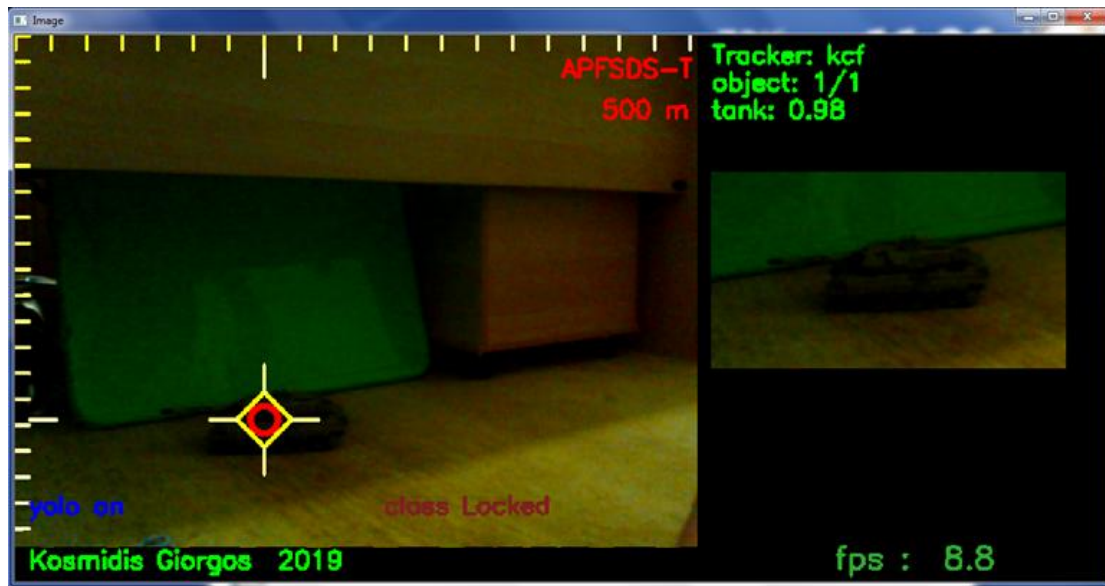 Image
APFSDS-T
500 m
Tracker: kcf
object: 1/1
tank: 0.98
yolo on
class Locked
Kosmidis Giorgos 2019
fps : 8.8